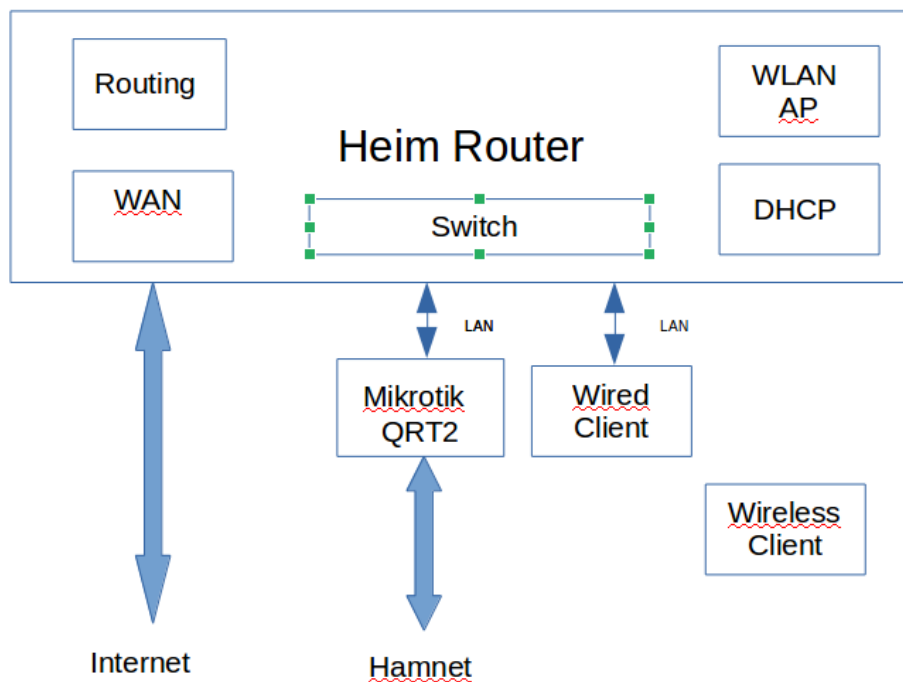 Routing
WLAN
AP
Heim Router
WAN
Switch
DHCP
LAN
LAN
Mikrotik
QRT2
Wired
Client
Wireless
Client
Internet
Hamnet